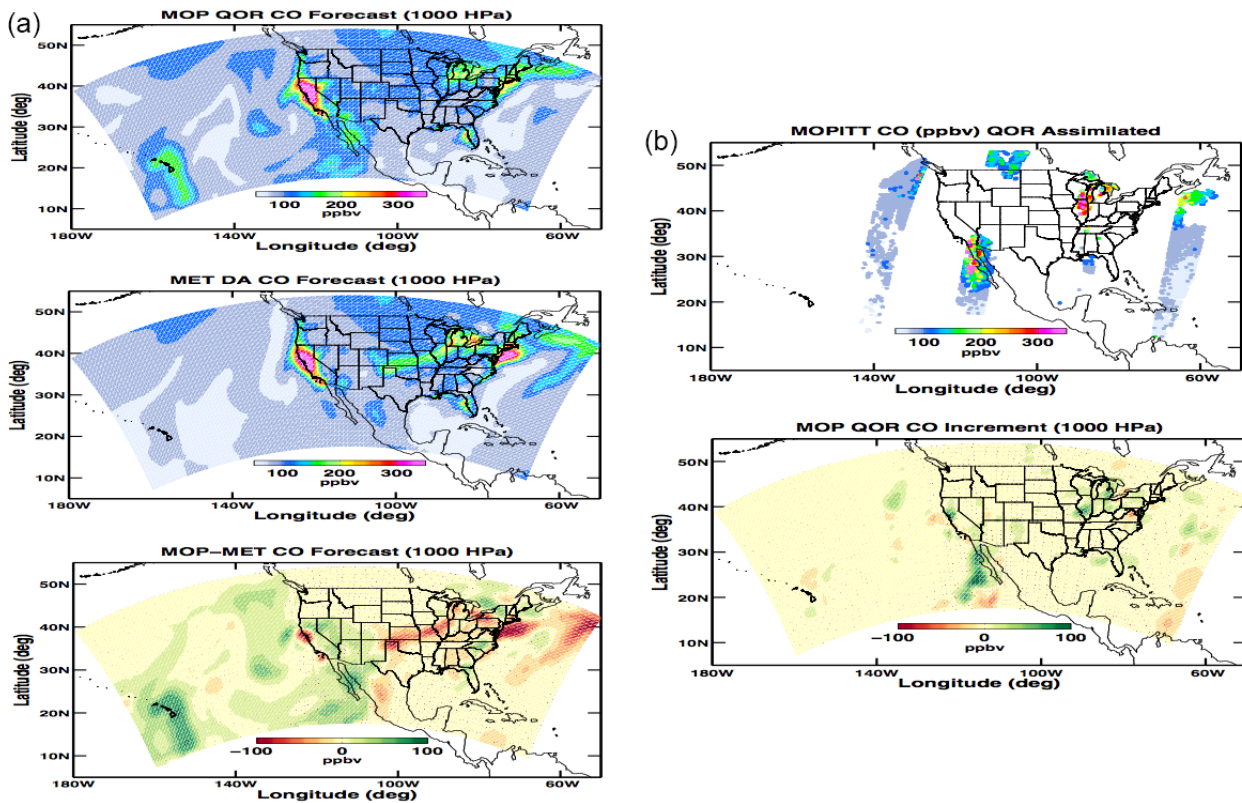 (a)
MOP QOR CO Forecast (1000 HPa)
50N
40N
30N
20N
10N
Latitude (deg)
100 200 300
ppbv
180W 140W 100W 60W
Longitude (deg)
MET DA CO Forecast (1000 HPa)
50N
40N
30N
20N
10N
Latitude (deg)
100 200 300
ppbv
180W 140W 100W 60W
Longitude (deg)
MOP−MET CO Forecast (1000 HPa)
50N
40N
30N
20N
10N
Latitude (deg)
−100 0 100
ppbv
180W 140W 100W 60W
Longitude (deg)
(b)
MOPITT CO (ppbv) QOR Assimilated
50N
40N
30N
20N
10N
Latitude (deg)
100 200 300
ppbv
180W 140W 100W 60W
Longitude (deg)
MOP QOR CO Increment (1000 HPa)
50N
40N
30N
20N
10N
Latitude (deg)
−100 0 100
ppbv
180W 140W 100W 60W
Longitude (deg)